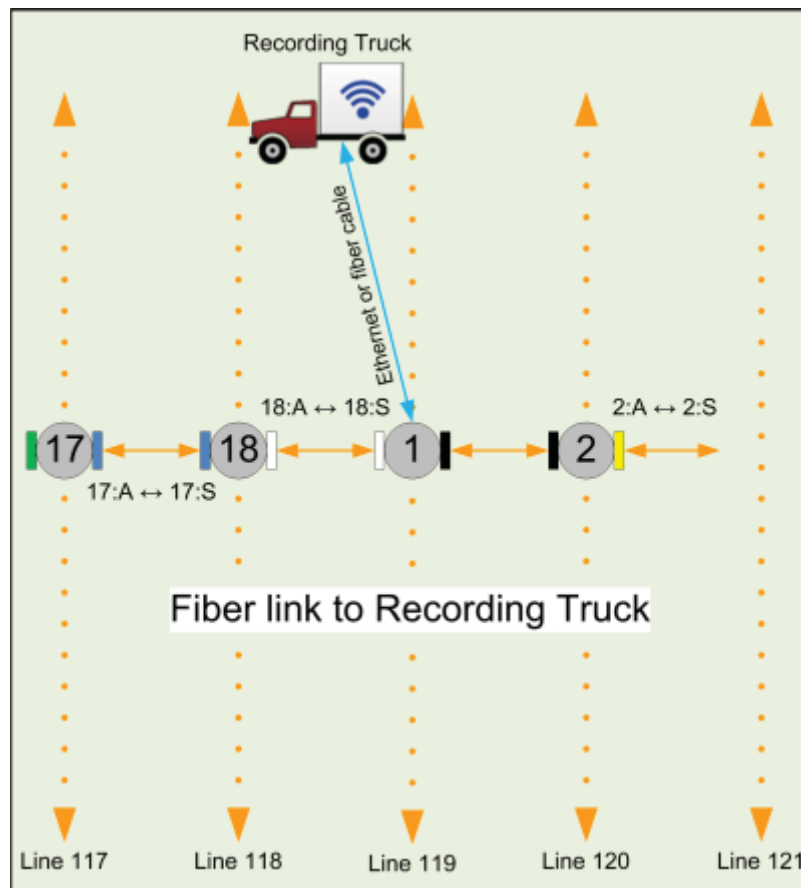 Recording Truck
Ethernet or fiber cable
18:A ↔ 18:S
2:A ↔ 2:S
17
18
1
2
17:A ↔ 17:S
Fiber link to Recording Truck
Line 117
Line 118
Line 119
Line 120
Line 121